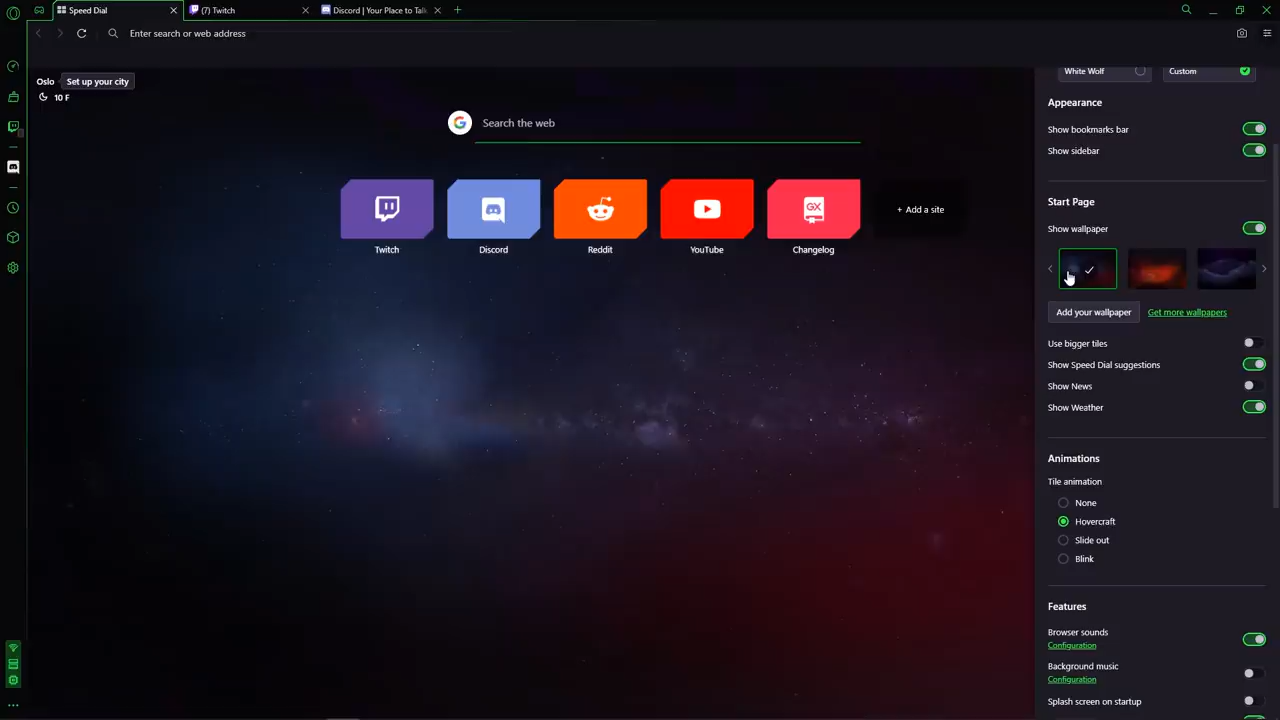 Speed Dial
(7) Twitch
Discord | Your Place to Talk
Enter search or web address
Oslo
Set up your city
10 F
Search the web
Twitch
Discord
Reddit
YouTube
GX
Changelog
+ Add a site
White Wolf
Custom
Appearance
Show bookmarks bar
Show sidebar
Start Page
Show wallpaper
Add your wallpaper
Get more wallpapers
Use bigger tiles
Show Speed Dial suggestions
Show News
Show Weather
Animations
Tile animation
None
Hovercraft
Slide out
Blink
Features
Browser sounds
Configuration
Background music
Configuration
Splash screen on startup